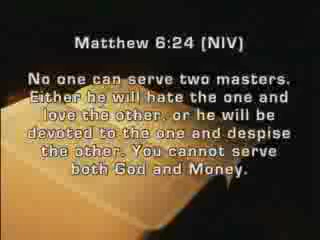 Matthew 6:24 (NIV)
No one can serve two masters.
Either he will hate the one and
love the other, or he will be
devoted to the one and despise
the other. You cannot serve
both God and Money.